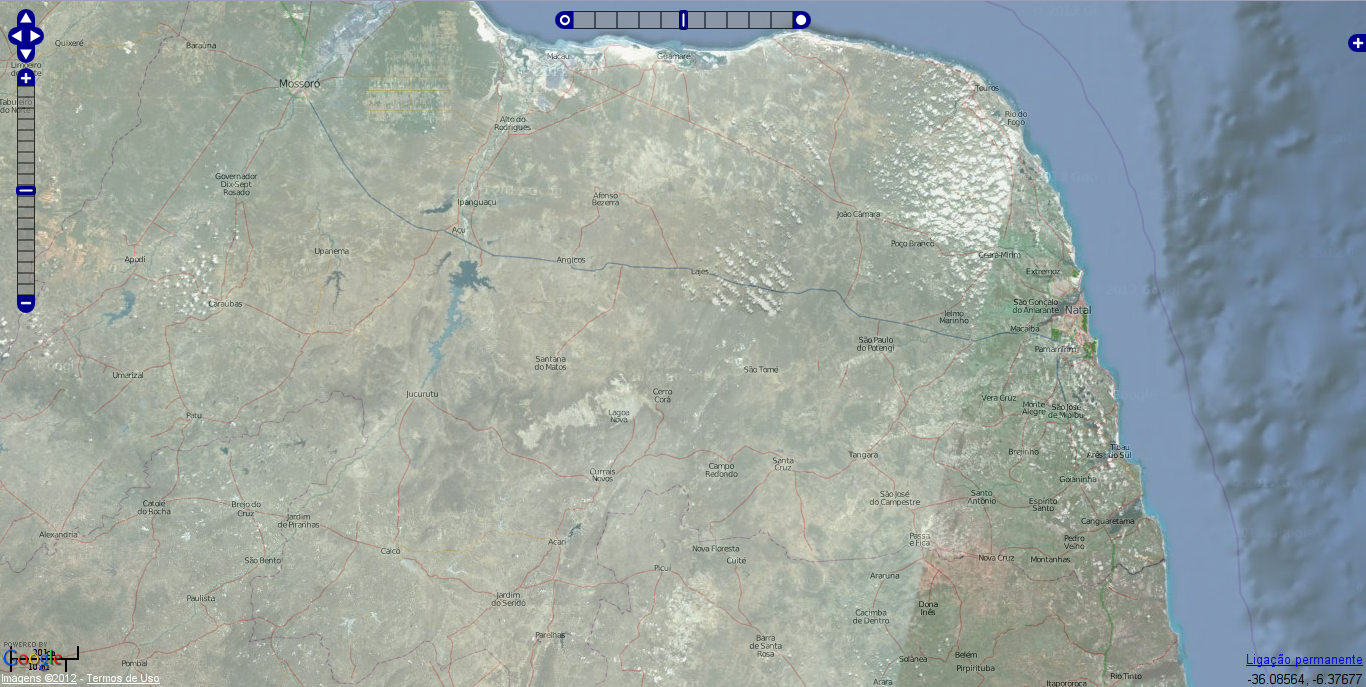 Quixeré
Baraúna
Mossoró
Macau
Guamaré
Touros
Rio do
Fogo
Alto do
Rodrigues
Governador
Dix-Sept
Rosado
Ipanguaçu
Afonso
Bezerra
João Câmara
Açu
Poço Branco
Ceará-Mirim
Upanema
Apodi
Angicos
Lajes
Extremoz
Caraúbas
São Gonçalo
do Amarante
Natal
Ielmo
Marinho
Macaíba
São Paulo
do Potengi
Parnamirim
Santana
do Matos
São Tomé
Umarizal
Jucurutu
Cerro
Corá
Vera Cruz
Monte
Alegre
São José
de Mipibu
Patu
Lagoa
Nova
Tibau
do Sul
Brejinho
Arês
Tangará
Santa
Cruz
Campo
Redondo
Currais
Novos
Goianinha
São José
do Campestre
Santo
Antônio
Espírito
Santo
Catolé
do Rocha
Brejo do
Cruz
Jardim
de Piranhas
Canguaretama
Alexandria
Acari
Passa
e Fica
Pedro
Velho
Caicó
Nova Floresta
Cuité
São Bento
Nova Cruz
Montanhas
Picuí
Araruna
Paulista
Jardim
do Seridó
Dona
Inês
Cacimba
de Dentro
Parelhas
Barra
de Santa
Rosa
POWERED BY
Google
Pombal
Solânea
Belém
Pirpirituba
Ligação permanente
Imagens ©2012 - Termos de Uso
Arara
Itapororoca
Rio Tinto
-36.08564, -6.37677